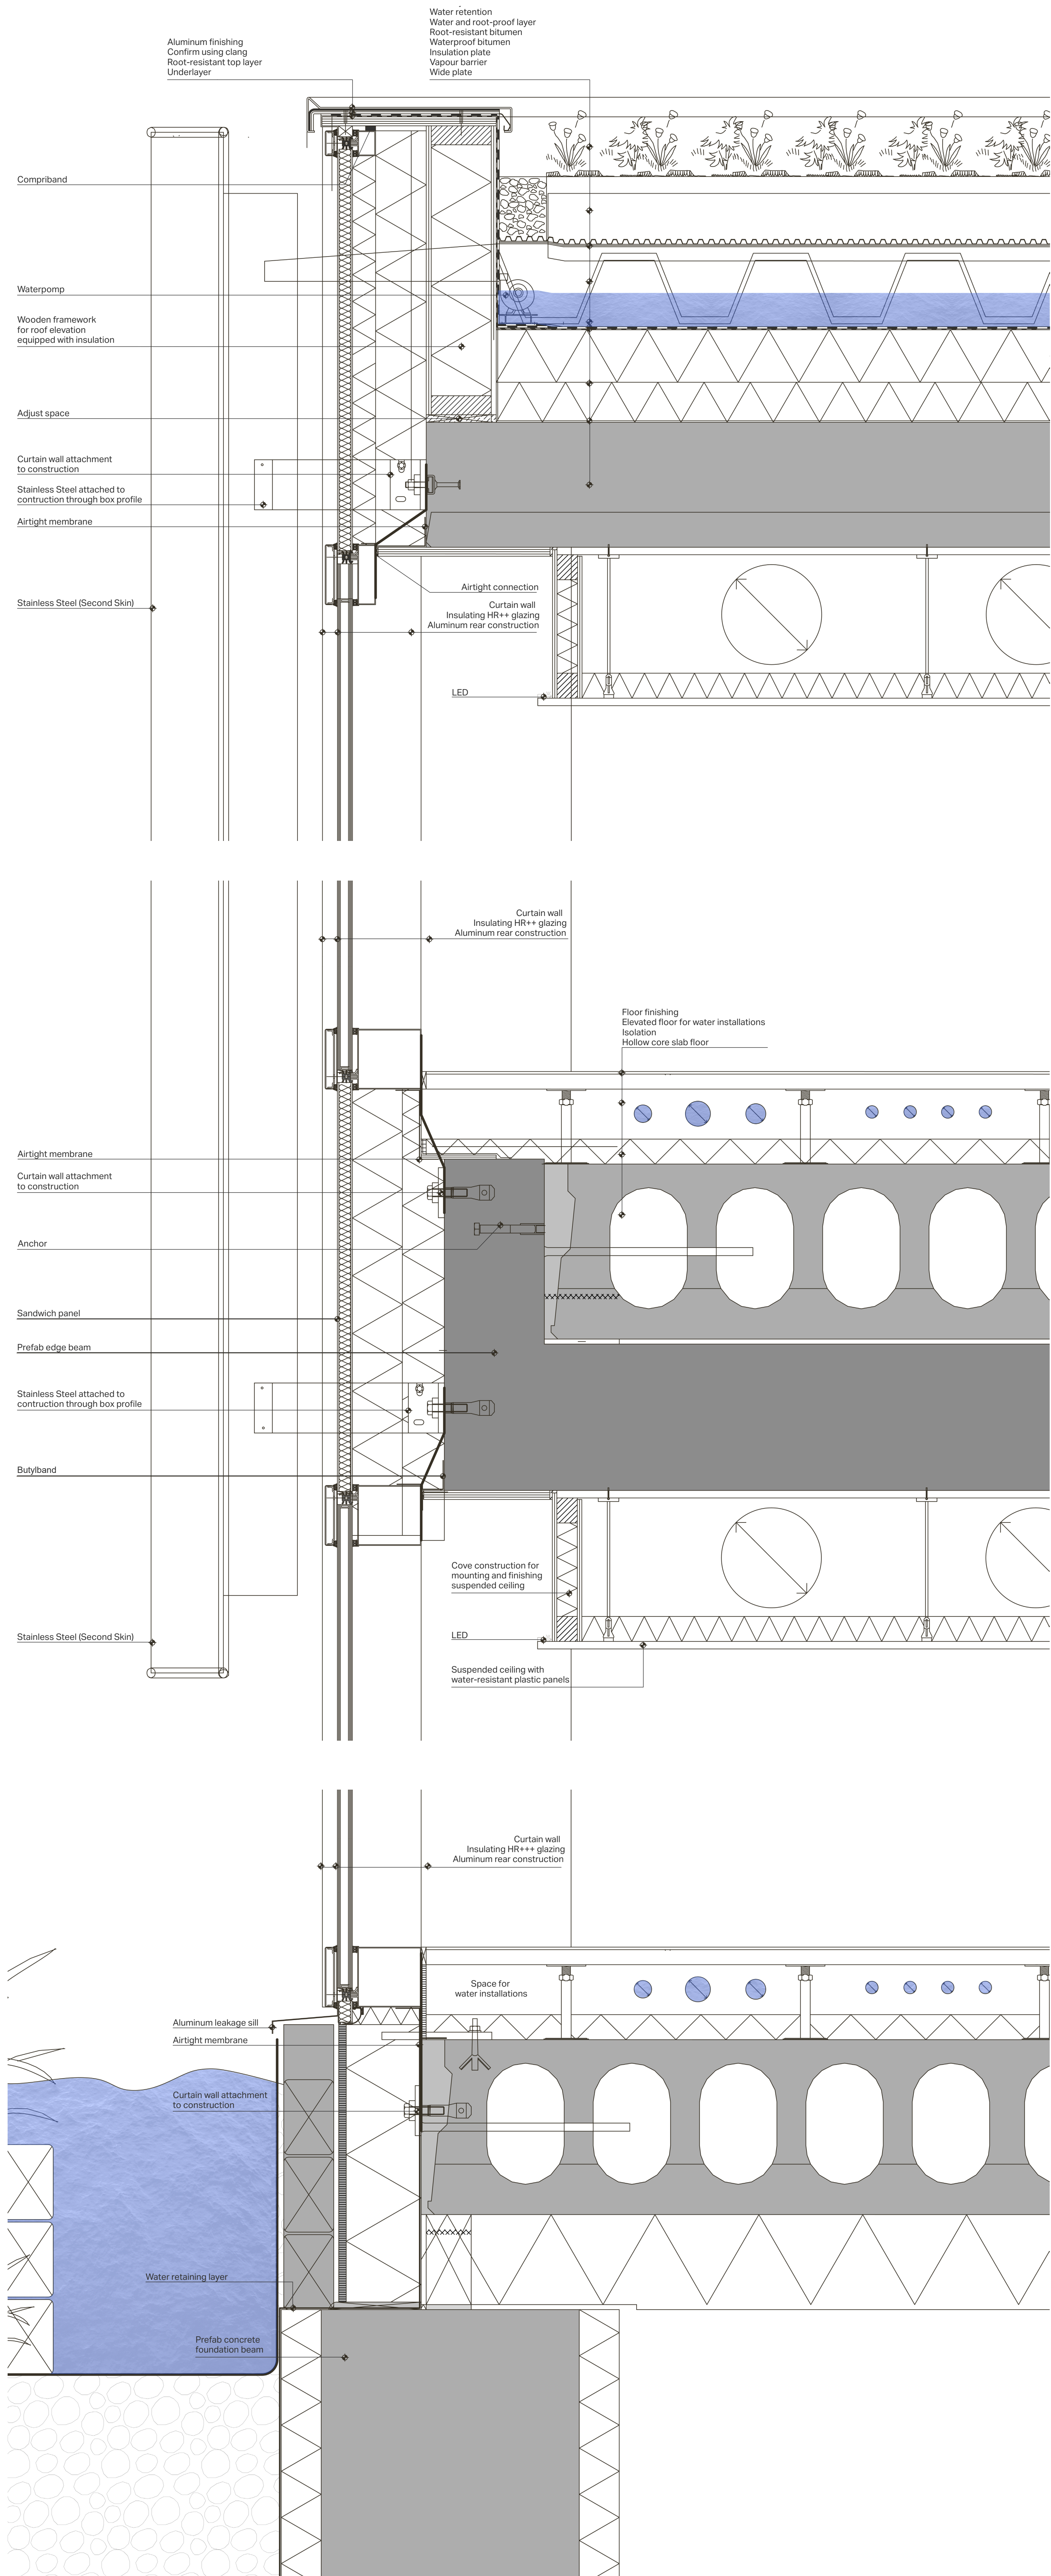 Water retention
Water and root-proof layer
Root-resistant bitumen
Waterproof bitumen
Insulation plate
Vapour barrier
Wide plate
Aluminum finishing
Confirm using clang
Root-resistant top layer
Underlayer
Compriband
Waterpomp
Wooden framework
for roof elevation
equipped with insulation
Adjust space
Curtain wall attachment
to construction
Stainless Steel attached to
contruction through box profile
Airtight membrane
Airtight connection
Stainless Steel (Second Skin)
Curtain wall
Insulating HR++ glazing
Aluminum rear construction
LED
Curtain wall
Insulating HR++ glazing
Aluminum rear construction
Floor finishing
Elevated floor for water installations
Isolation
Hollow core slab floor
Airtight membrane
Curtain wall attachment
to construction
Anchor
Sandwich panel
Prefab edge beam
Stainless Steel attached to
contruction through box profile
Butylband
Cove construction for
mounting and finishing
suspended ceiling
Stainless Steel (Second Skin)
LED
Suspended ceiling with
water-resistant plastic panels
Curtain wall
Insulating HR+++ glazing
Aluminum rear construction
Space for
water installations
Aluminum leakage sill
Airtight membrane
Curtain wall attachment
to construction
Water retaining layer
Prefab concrete
foundation beam